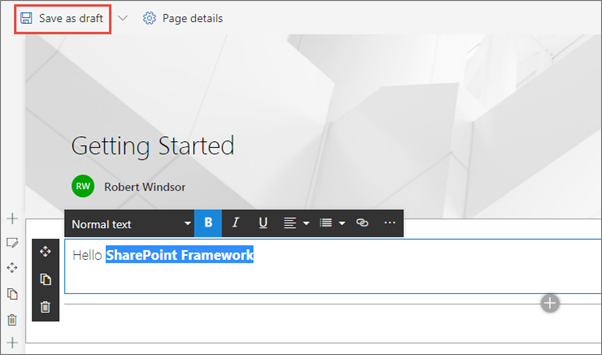 Save as draft Page details
Getting Started
RW Robert Windsor
Normal text B I U
Hello SharePoint Framework